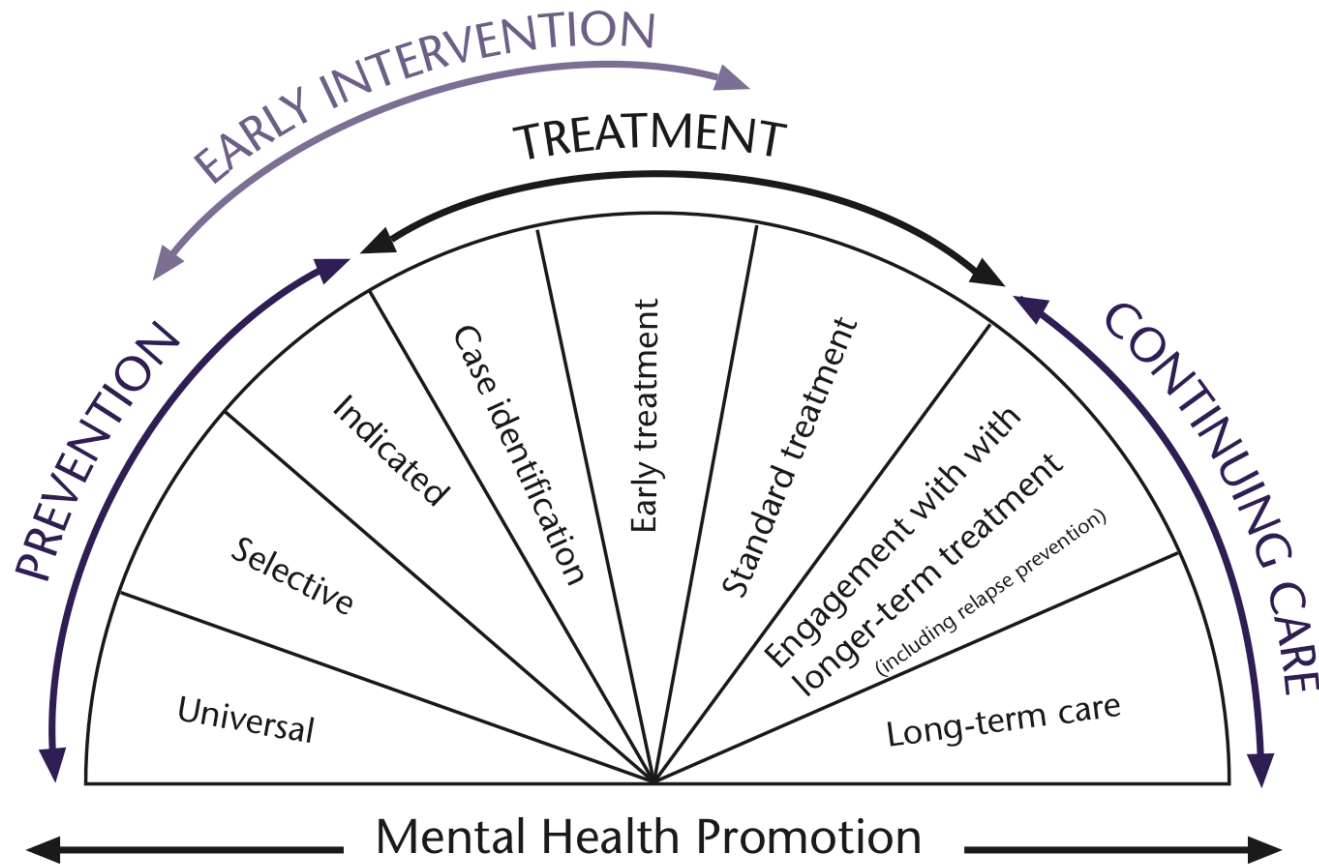 EARLY INTERVENTION
TREATMENT
PREVENTION
CONTINUING CARE
Universal
Selective
Indicated
Case identification
Early treatment
Standard treatment
Engagement with with
longer-term treatment
(including relapse prevention)
Long-term care
Mental Health Promotion